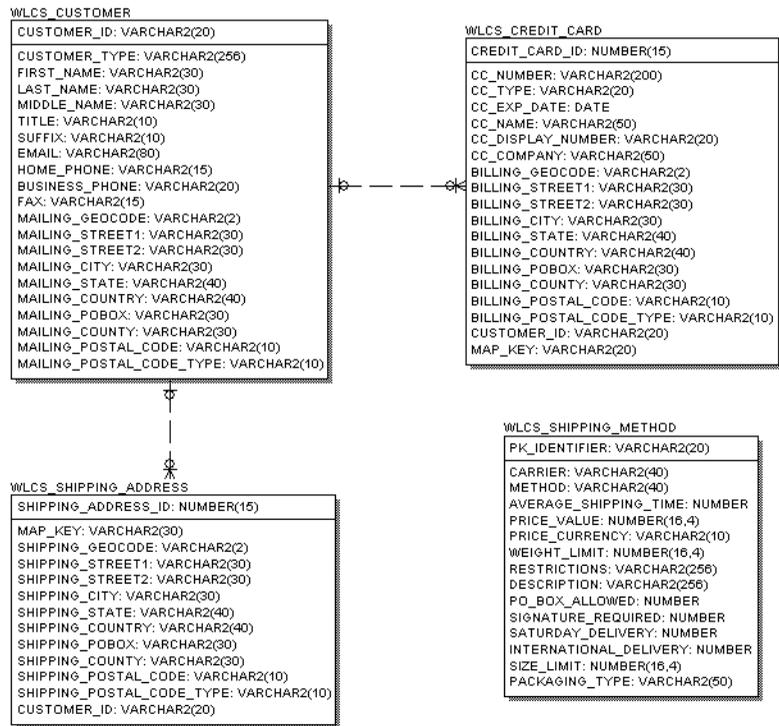 WLCS_CUSTOMER
CUSTOMER_ID: VARCHAR2(20)
CUSTOMER_TYPE: VARCHAR2(256)
FIRST_NAME: VARCHAR2(30)
LAST_NAME: VARCHAR2(30)
MIDDLE_NAME: VARCHAR2(30)
TITLE: VARCHAR2(10)
SUFFIX: VARCHAR2(10)
EMAIL: VARCHAR2(80)
HOME_PHONE: VARCHAR2(15)
BUSINESS_PHONE: VARCHAR2(20)
FAX: VARCHAR2(15)
MAILING_GEOCODE: VARCHAR2(2)
MAILING_STREET1: VARCHAR2(30)
MAILING_STREET2: VARCHAR2(30)
MAILING_CITY: VARCHAR2(30)
MAILING_STATE: VARCHAR2(40)
MAILING_COUNTRY: VARCHAR2(40)
MAILING_POBOX: VARCHAR2(30)
MAILING_COUNTY: VARCHAR2(30)
MAILING_POSTAL_CODE: VARCHAR2(10)
MAILING_POSTAL_CODE_TYPE: VARCHAR2(10)
WLCS_CREDIT_CARD
CREDIT_CARD_ID: NUMBER(15)
CC_NUMBER: VARCHAR2(200)
CC_TYPE: VARCHAR2(20)
CC_EXP_DATE: DATE
CC_NAME: VARCHAR2(50)
CC_DISPLAY_NUMBER: VARCHAR2(20)
CC_COMPANY: VARCHAR2(50)
BILLING_GEOCODE: VARCHAR2(2)
BILLING_STREET1: VARCHAR2(30)
BILLING_STREET2: VARCHAR2(30)
BILLING_CITY: VARCHAR2(30)
BILLING_STATE: VARCHAR2(40)
BILLING_COUNTRY: VARCHAR2(40)
BILLING_POBOX: VARCHAR2(30)
BILLING_COUNTY: VARCHAR2(30)
BILLING_POSTAL_CODE: VARCHAR2(10)
BILLING_POSTAL_CODE_TYPE: VARCHAR2(10)
CUSTOMER_ID: VARCHAR2(20)
MAP_KEY: VARCHAR2(20)
WLCS_SHIPPING_ADDRESS
SHIPPING_ADDRESS_ID: NUMBER(15)
MAP_KEY: VARCHAR2(30)
SHIPPING_GEOCODE: VARCHAR2(2)
SHIPPING_STREET1: VARCHAR2(30)
SHIPPING_STREET2: VARCHAR2(30)
SHIPPING_CITY: VARCHAR2(30)
SHIPPING_STATE: VARCHAR2(40)
SHIPPING_COUNTRY: VARCHAR2(40)
SHIPPING_POBOX: VARCHAR2(30)
SHIPPING_COUNTY: VARCHAR2(30)
SHIPPING_POSTAL_CODE: VARCHAR2(10)
SHIPPING_POSTAL_CODE_TYPE: VARCHAR2(10)
CUSTOMER_ID: VARCHAR2(20)
WLCS_SHIPPING_METHOD
PK_IDENTIFIER: VARCHAR2(20)
CARRIER: VARCHAR2(40)
METHOD: VARCHAR2(40)
AVERAGE_SHIPPING_TIME: NUMBER
PRICE_VALUE: NUMBER(16,4)
PRICE_CURRENCY: VARCHAR2(10)
WEIGHT_LIMIT: NUMBER(16,4)
RESTRICTIONS: VARCHAR2(256)
DESCRIPTION: VARCHAR2(256)
PO_BOX_ALLOWED: NUMBER
SIGNATURE_REQUIRED: NUMBER
SATURDAY_DELIVERY: NUMBER
INTERNATIONAL_DELIVERY: NUMBER
SIZE_LIMIT: NUMBER(16,4)
PACKAGING_TYPE: VARCHAR2(50)